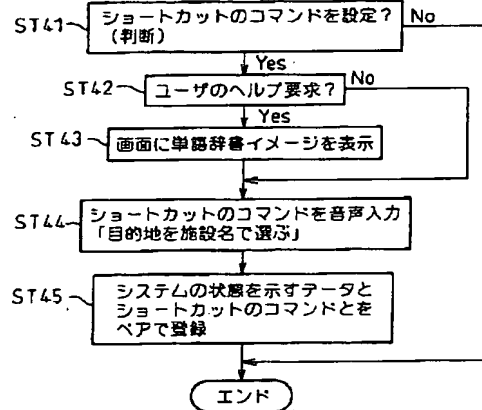 ST41 ショートカットのコマンドを設定? No
(判断)
Yes
ST42 ユーザのヘルプ要求? No
Yes
ST43 画面に単語辞書イメージを表示
ST44 ショートカットのコマンドを音声入力
「目的地を施設名で選ぶ」
ST45 システムの状態を示すデータと
ショートカットのコマンドとを
ペアで登録
エンド